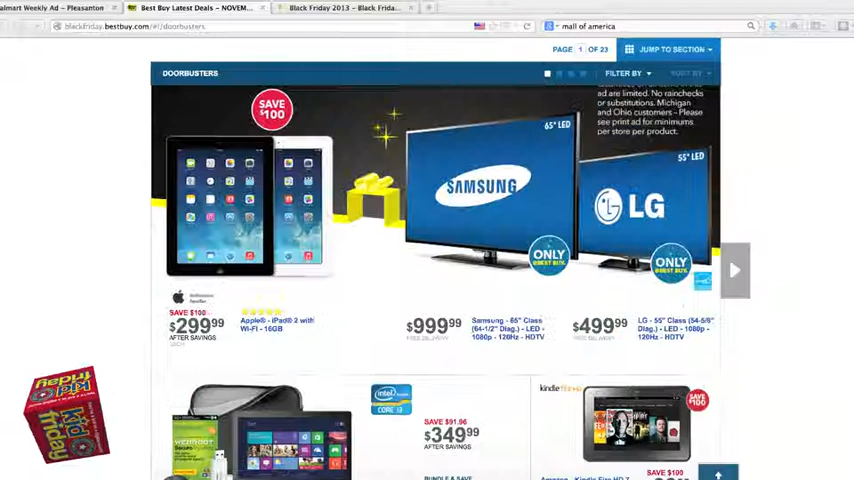 almart Weekly Ad – Pleasanton
Best Buy Latest Deals – NOVEM...
Black Friday 2013 – Black Frida...
blackfriday.bestbuy.com/#!/doorbusters
mall of america
PAGE 1 OF 23
JUMP TO SECTION
DOORBUSTERS
FILTER BY
SORT BY
ad are limited. No rainchecks
or substitutions. Michigan
and Ohio customers - Please
see print ad for minimums
per store per product.
SAVE
$100
65" LED
55" LED
SAMSUNG
LG
ONLY
@BEST BUY.
ONLY
@BEST BUY.
SAVE $100
$299.99
AFTER SAVINGS
Apple® - iPad® 2 with
Wi-Fi - 16GB
$999.99
FREE DELIVERY
Samsung - 65" Class
(64-1/2" Diag.) - LED -
1080p - 120Hz - HDTV
$499.99
FREE DELIVERY
LG - 55" Class (54-5/8"
Diag.) - LED - 1080p -
120Hz - HDTV
kid
friday
kid
friday
intel
CORE i3
WEBROOT
SAVE $91.96
$349.99
AFTER SAVINGS
BUNDLE & SAVE
kindle fire HD
SAVE
$100
SAVE $100
Amazon - Kindle Fire HD 7